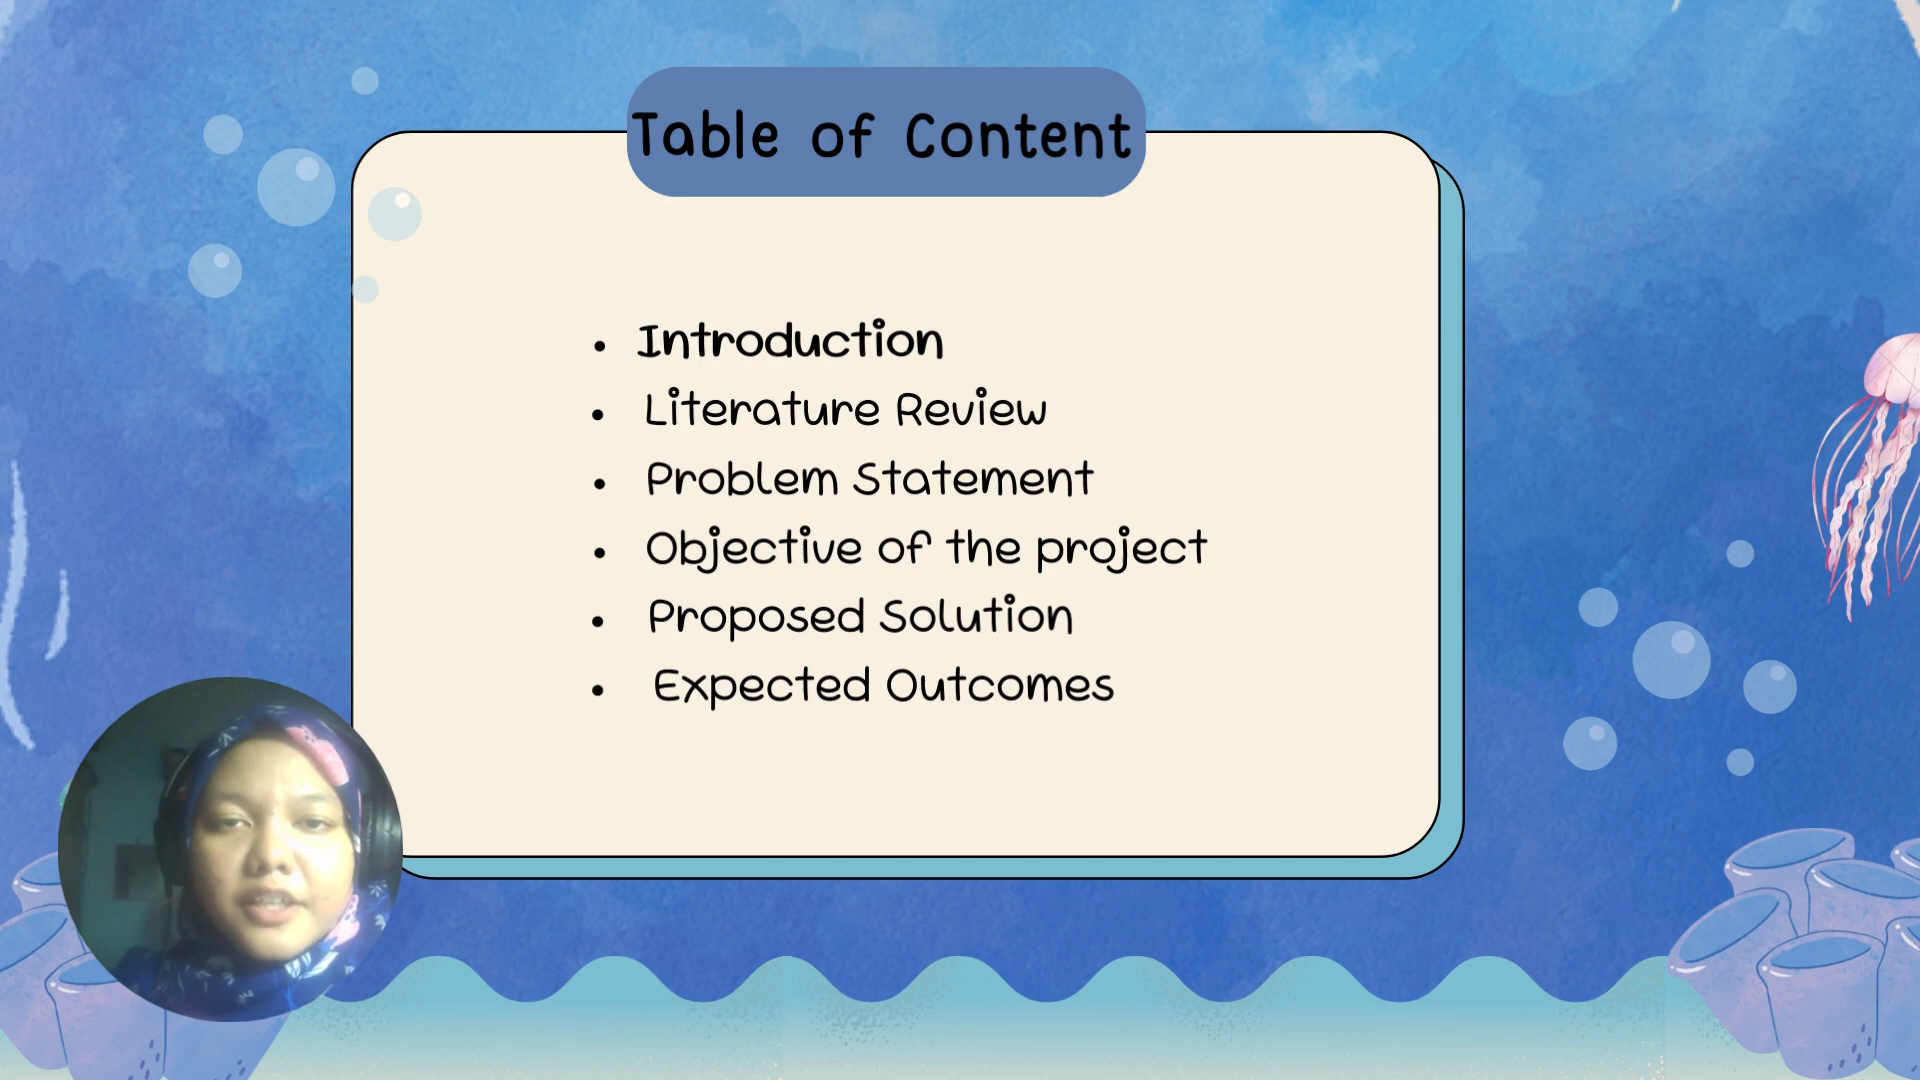 Table of Content
• Introduction
• Literature Review
• Problem Statement
• Objective of the project
• Proposed Solution
• Expected Outcomes